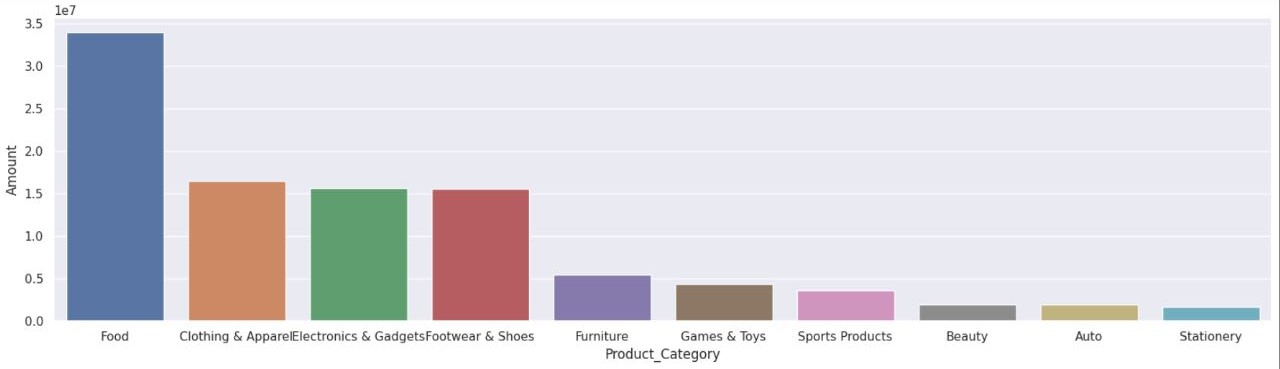 1e7
3.5
3.0
2.5
2.0
1.5
1.0
0.5
0.0
Amount
Food Clothing & Apparel Electronics & Gadgets Footwear & Shoes Furniture Games & Toys Sports Products Beauty Auto Stationery
Product_Category